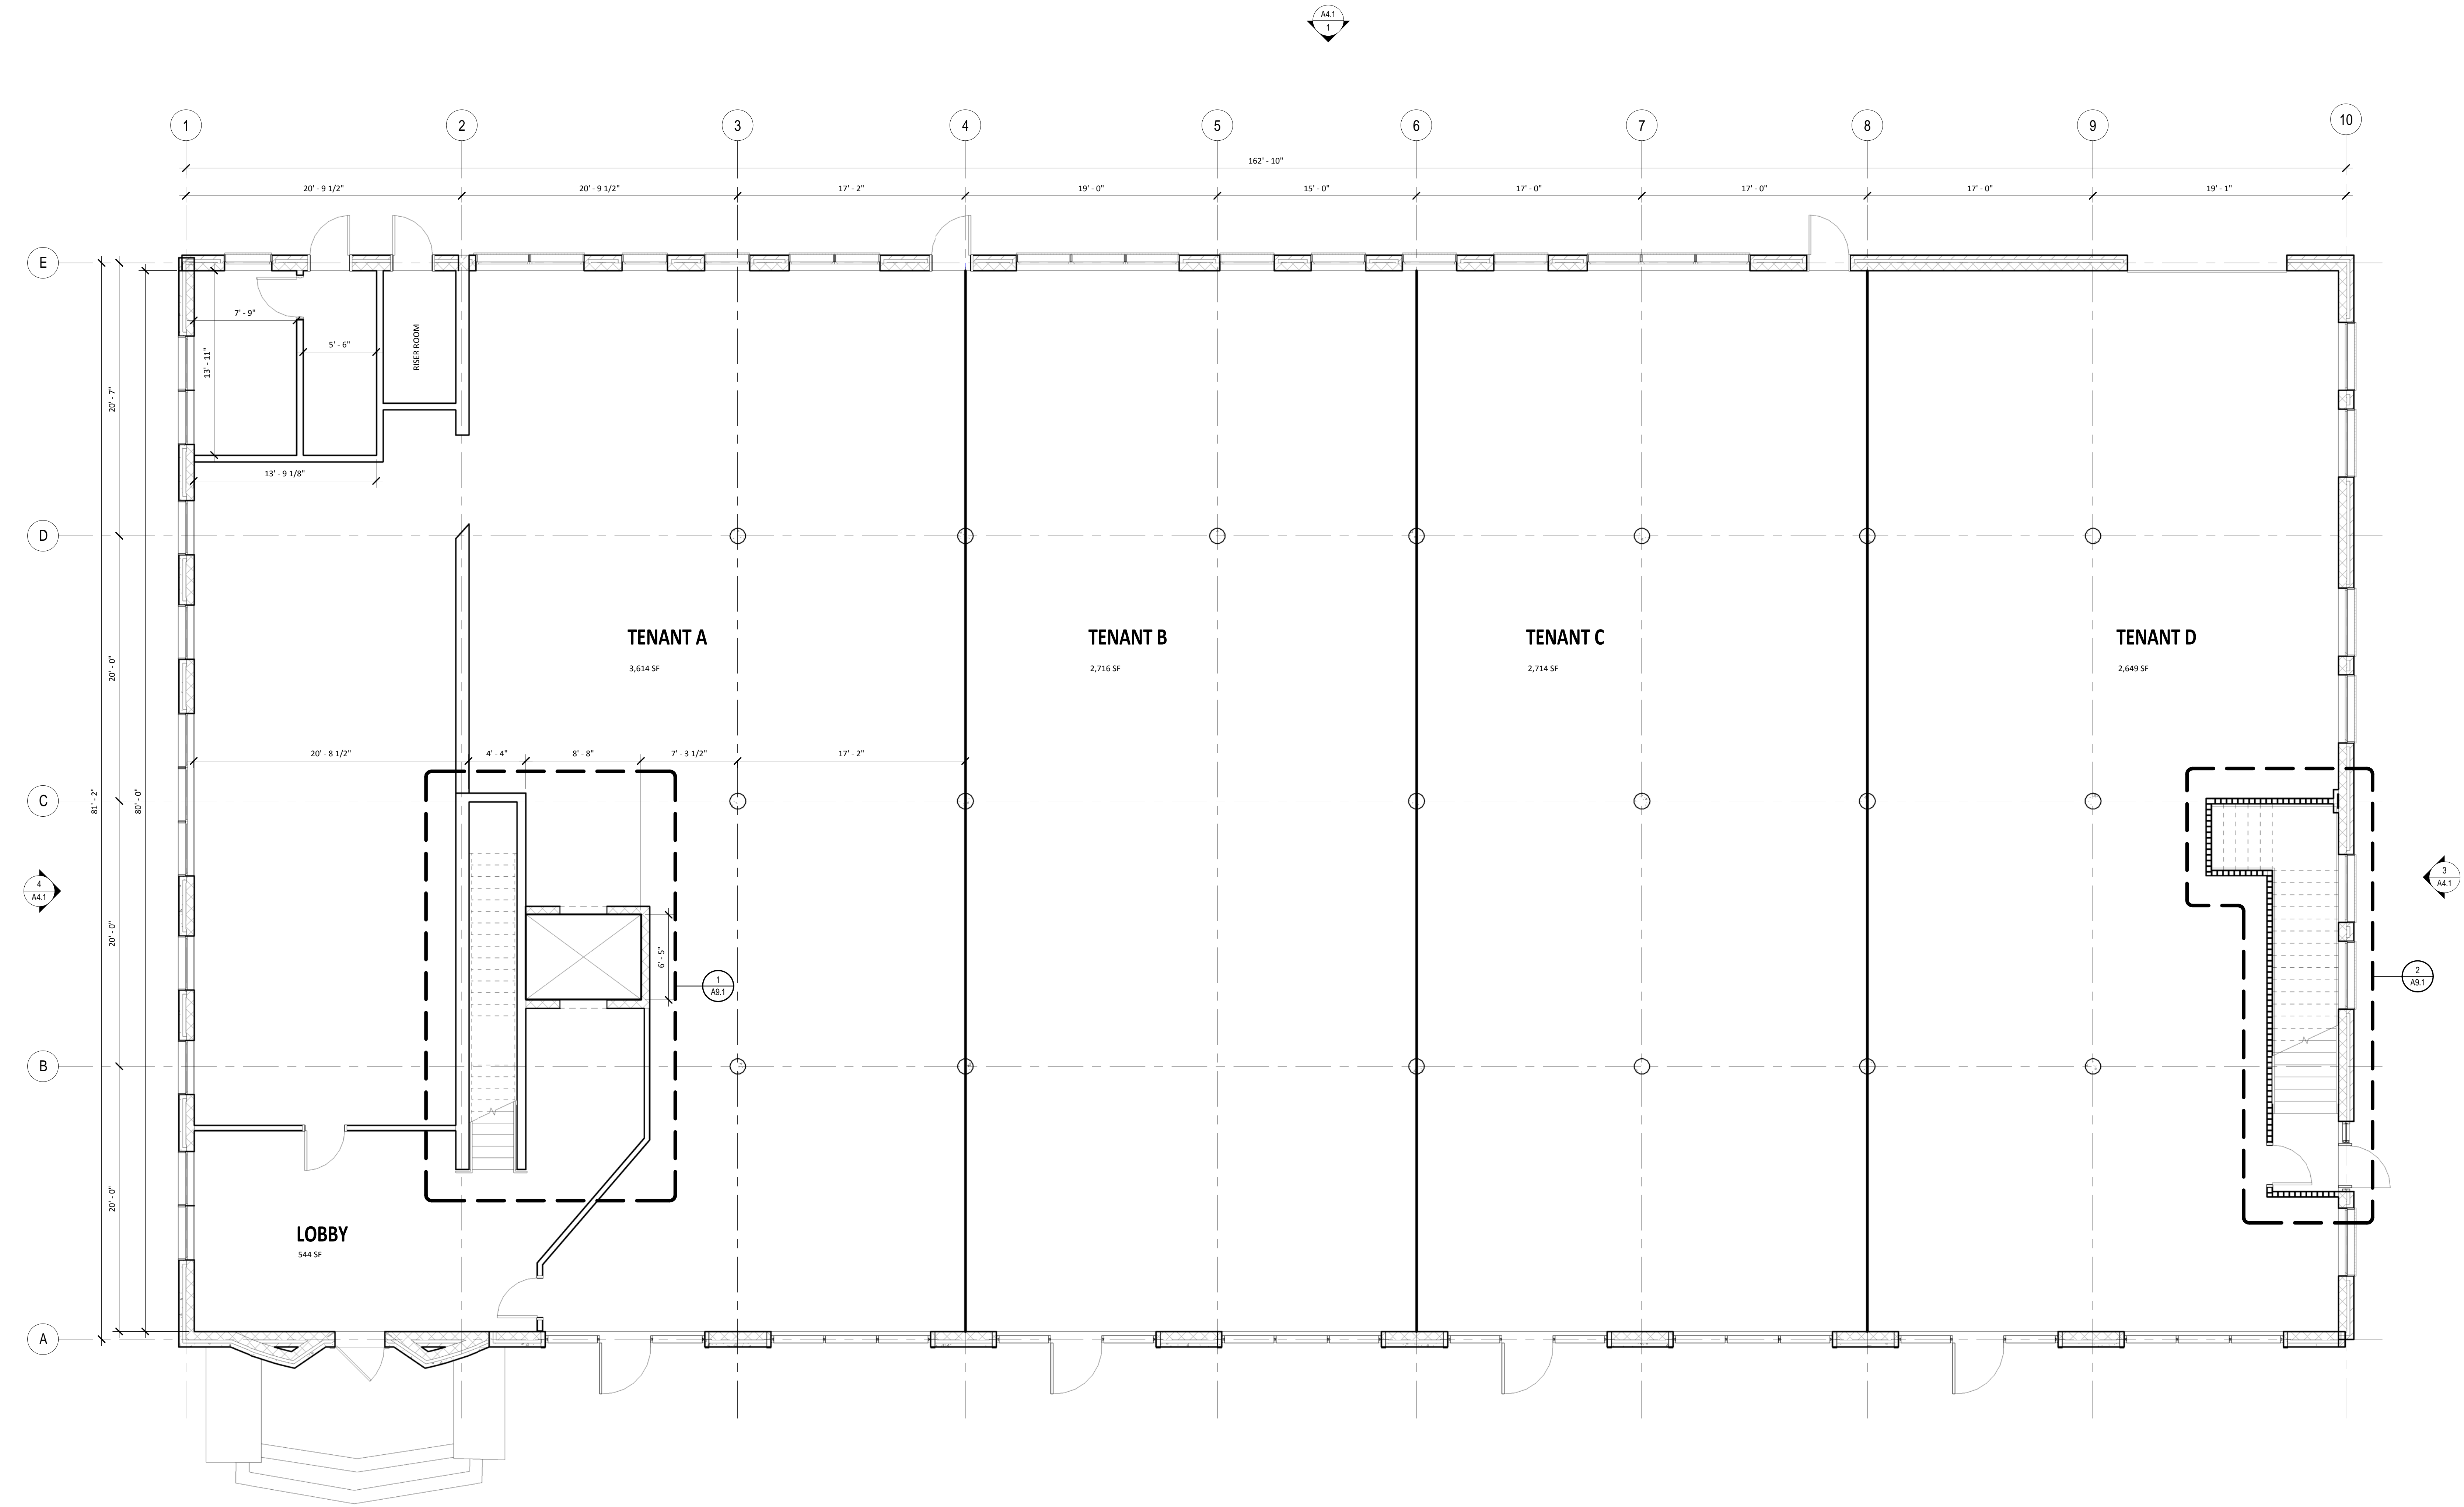 A4.1
1
1
2
3
4
5
6
7
8
9
10
162' - 10"
20' - 9 1/2"
20' - 9 1/2"
17' - 2"
19' - 0"
15' - 0"
17' - 0"
17' - 0"
17' - 0"
19' - 1"
E
7' - 9"
5' - 6"
RISER ROOM
13' - 11"
20' - 7"
13' - 9 1/8"
D
TENANT A
3,614 SF
TENANT B
2,716 SF
TENANT C
2,714 SF
TENANT D
2,649 SF
20' - 0"
20' - 8 1/2"
4' - 4"
8' - 8"
7' - 3 1/2"
17' - 2"
C
81' - 2"
80' - 0"
4
A4.1
3
A4.1
20' - 0"
6' - 5"
1
A9.1
2
A9.1
B
20' - 0"
LOBBY
544 SF
A